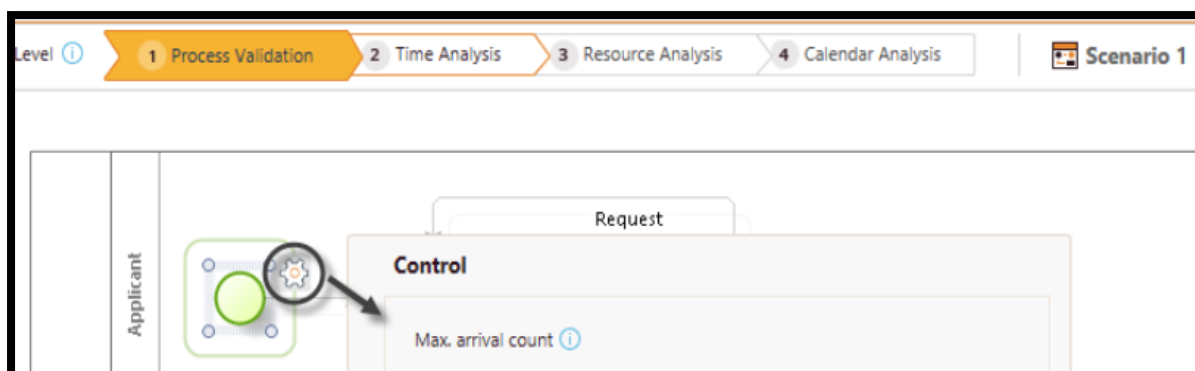 Level 1 Process Validation 2 Time Analysis 3 Resource Analysis 4 Calendar Analysis Scenario 1
Request
Applicant
Control
Max. arrival count